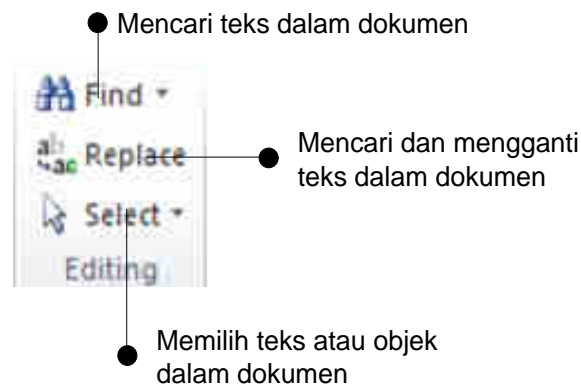 Mencari teks dalam dokumen
Find
Replace
Mencari dan mengganti
teks dalam dokumen
Select
Editing
Memilih teks atau objek
dalam dokumen